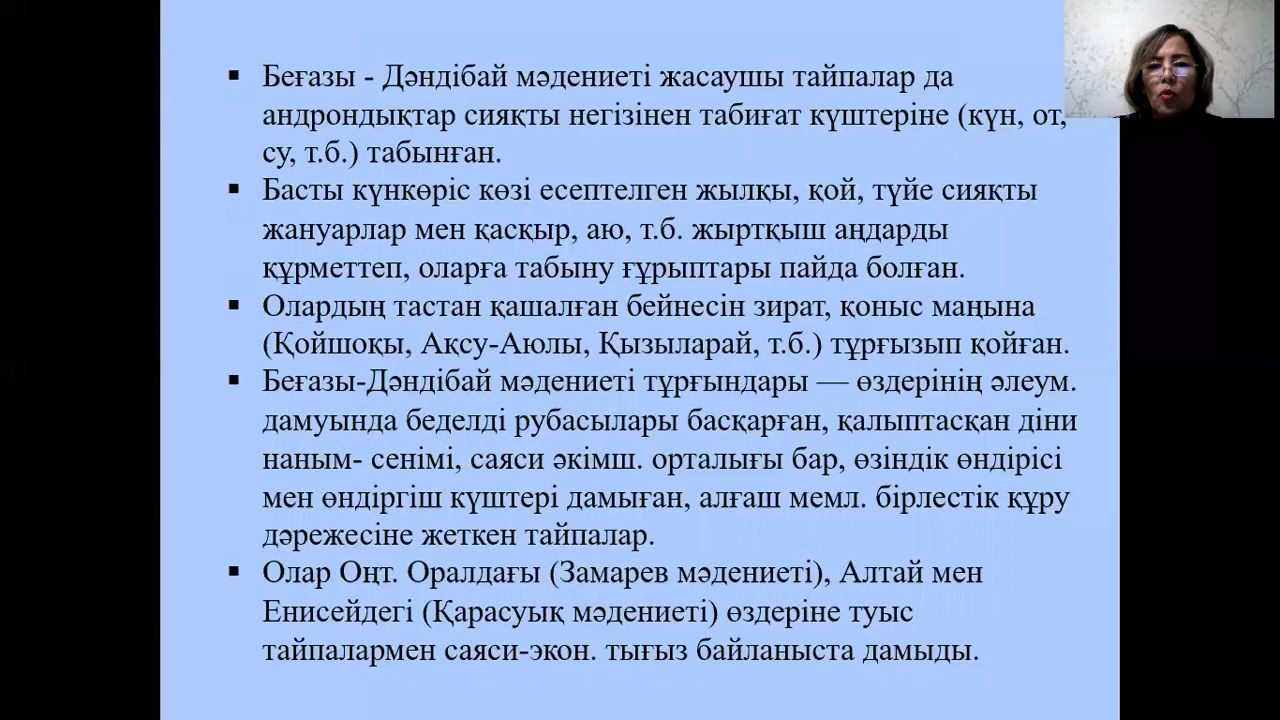 ▪ Беғазы - Дәндібай мәдениеті жасаушы тайпалар да
андрондықтар сияқты негізінен табиғат күштеріне (күн, от,
су, т.б.) табынған.
▪ Басты күнкөріс көзі есептелген жылқы, қой, түйе сияқты
жануарлар мен қасқыр, аю, т.б. жыртқыш аңдарды
құрметтеп, оларға табыну ғұрыптары пайда болған.
▪ Олардың тастан қашалған бейнесін зират, қоныс маңына
(Қойшоқы, Ақсу-Аюлы, Қызыларай, т.б.) тұрғызып қойған.
▪ Беғазы-Дәндібай мәдениеті тұрғындары — өздерінің әлеум.
дамуында беделді рубасылары басқарған, қалыптасқан діни
наным- сенімі, саяси әкімш. орталығы бар, өзіндік өндірісі
мен өндіргіш күштері дамыған, алғаш мемл. бірлестік құру
дәрежесіне жеткен тайпалар.
▪ Олар Оңт. Оралдағы (Замарев мәдениеті), Алтай мен
Енисейдегі (Қарасуық мәдениеті) өздеріне туыс
тайпалармен саяси-экон. тығыз байланыста дамыды.